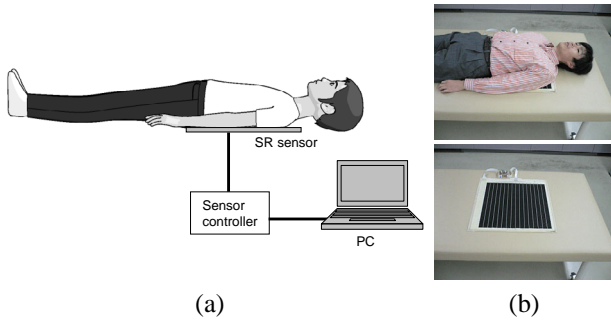 SR sensor
Sensor
controller
PC
(a)
(b)